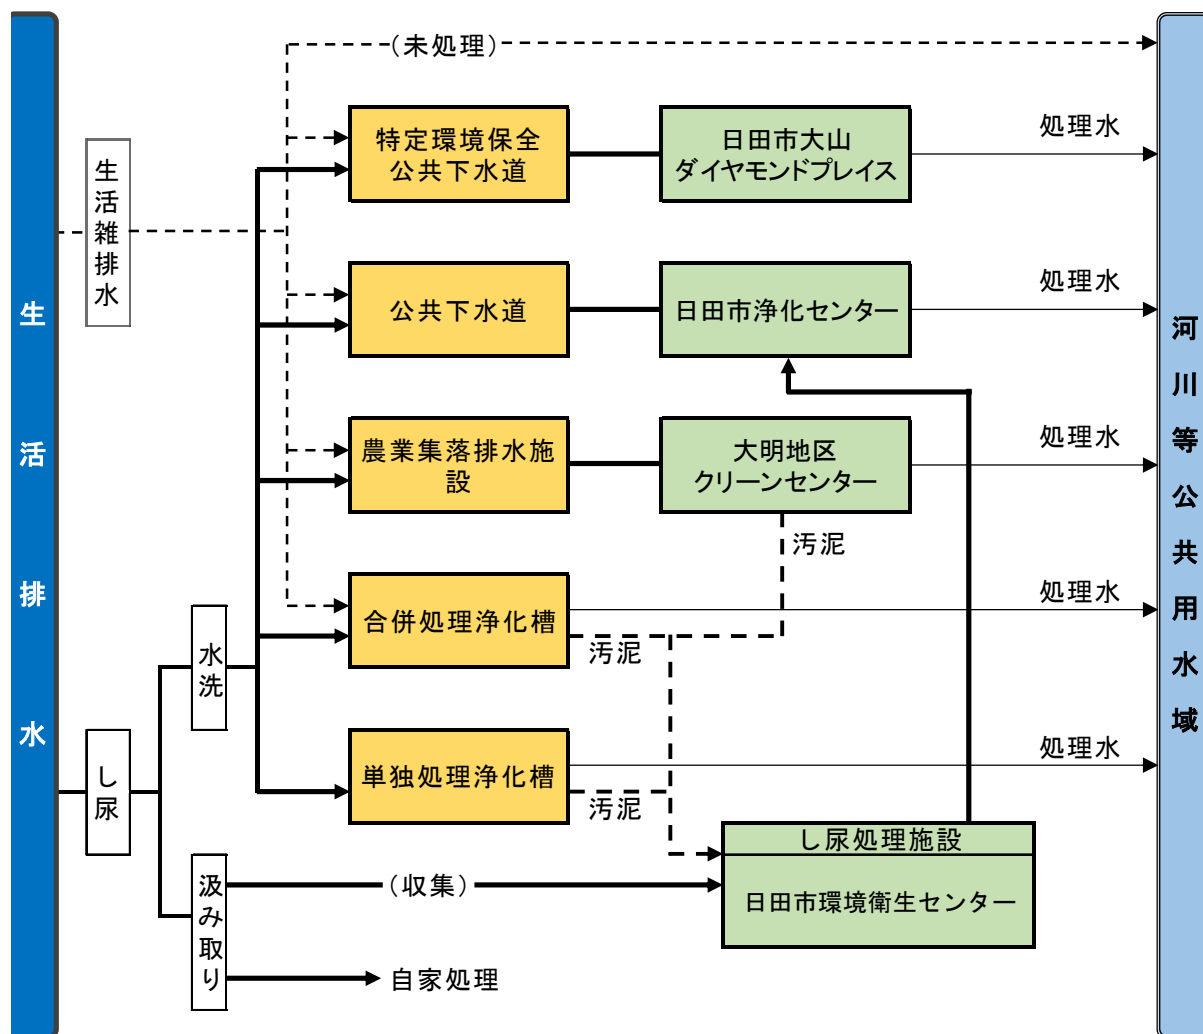 生活排水
生活雑排水
し尿
水洗
汲み取り
(未処理)
特定環境保全
公共下水道
日田市大山
ダイヤモンドプレイス
処理水
公共下水道
日田市浄化センター
処理水
農業集落排水施
設
大明地区
クリーンセンター
処理水
汚泥
合併処理浄化槽
処理水
汚泥
単独処理浄化槽
処理水
汚泥
し尿処理施設
日田市環境衛生センター
(収集)
自家処理
河川等公共用水域